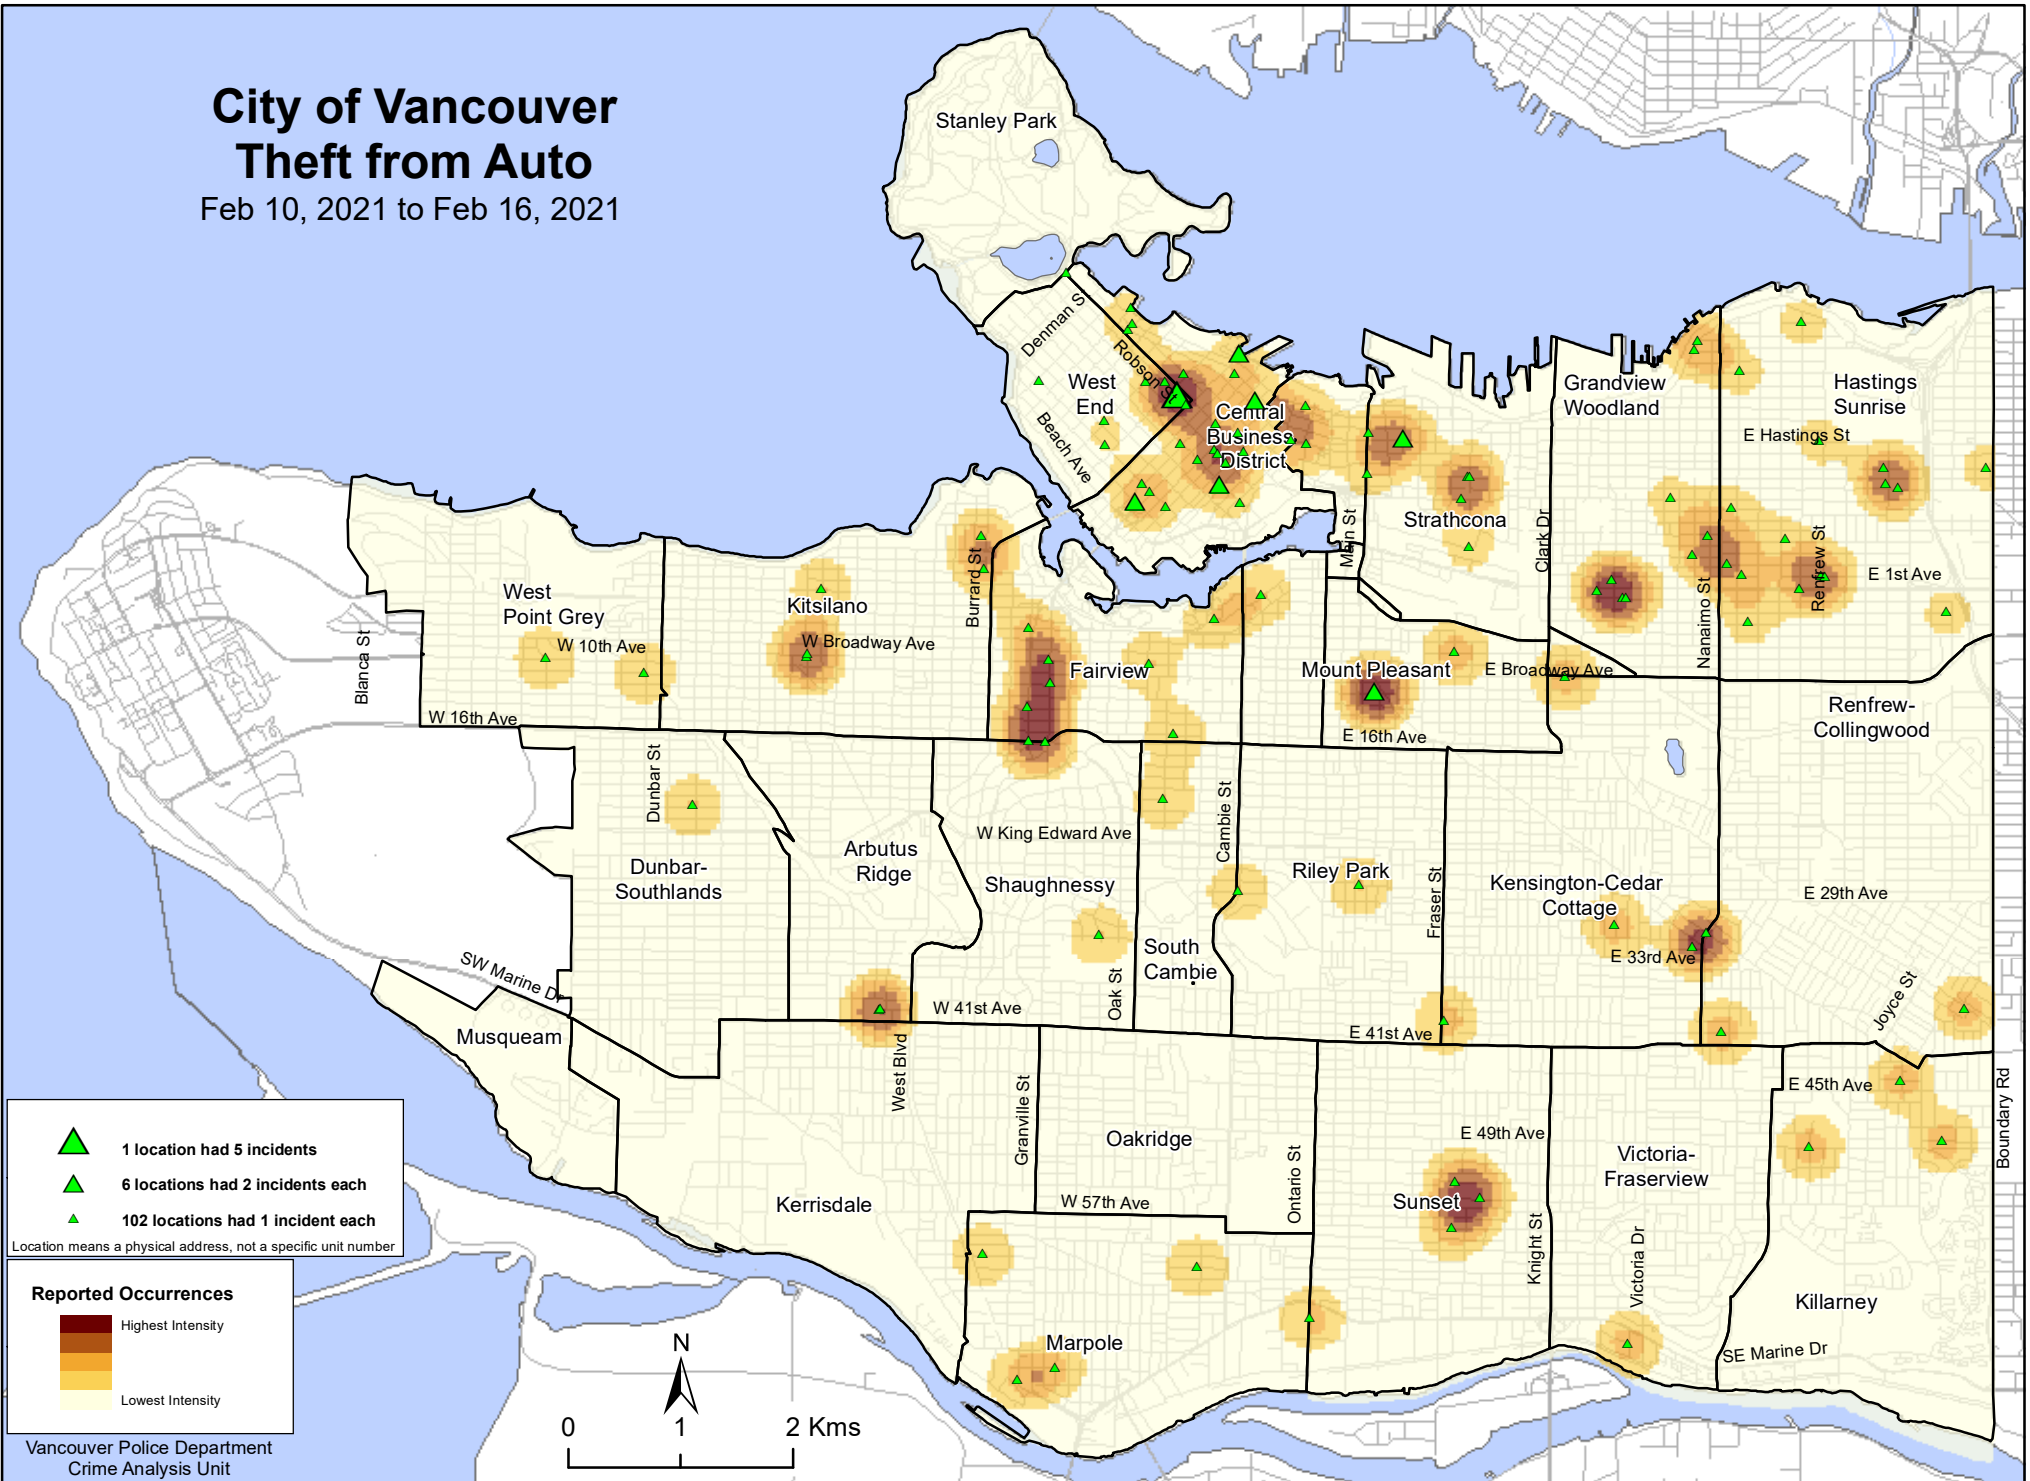 City of Vancouver
Theft from Auto
Feb 10, 2021 to Feb 16, 2021
Stanley Park
Denman St
Robson St
West
End
Beach Ave
Central
Business
District
Grandview
Woodland
Hastings
Sunrise
E Hastings St
Strathcona
Main St
Clark Dr
Nanaimo St
Renfrew St
E 1st Ave
West
Point Grey
W 10th Ave
Blanca St
W 16th Ave
Kitsilano
W Broadway Ave
Burrard St
Fairview
Mount Pleasant
E Broadway Ave
E 16th Ave
Renfrew-
Collingwood
Dunbar St
Dunbar-
Southlands
Arbutus
Ridge
W King Edward Ave
Shaughnessy
Cambie St
South
Cambie
Oak St
Riley Park
Fraser St
Kensington-Cedar
Cottage
E 29th Ave
E 33rd Ave
Joyce St
SW Marine Dr
Musqueam
W 41st Ave
E 41st Ave
West Blvd
Granville St
Oakridge
Ontario St
E 49th Ave
E 45th Ave
Boundary Rd
Victoria-
Fraserview
Kerrisdale
W 57th Ave
Sunset
Knight St
Victoria Dr
Killarney
Marpole
SE Marine Dr
1 location had 5 incidents
6 locations had 2 incidents each
102 locations had 1 incident each
Location means a physical address, not a specific unit number
Reported Occurrences
Highest Intensity
Lowest Intensity
Vancouver Police Department
Crime Analysis Unit
N
0 1 2 Kms